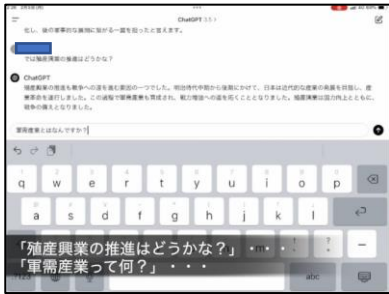 ChatGPT 3.5 ›
在し、後の軍事的な展開に繋がる一面を担ったと言えます。
では殖産興業の推進はどうかな？
ChatGPT
殖産興業の推進も戦争への道を進む要因の一つでした。明治時代中期から後期にかけて、日本は近代的な産業の発展を目指し、産
業革命を遂行しました。この過程で軍需産業も育成され、戦力増強への道を拓くこととなりました。殖産興業は国力向上とともに、
戦争の備えとなりました。
軍需産業とはなんですか？
q w e r t y u i o p
a s d f g h j k l
m ! ? ー
「殖産興業の推進はどうかな？」・・・・
「軍需産業って何？」・・・
?123 abc